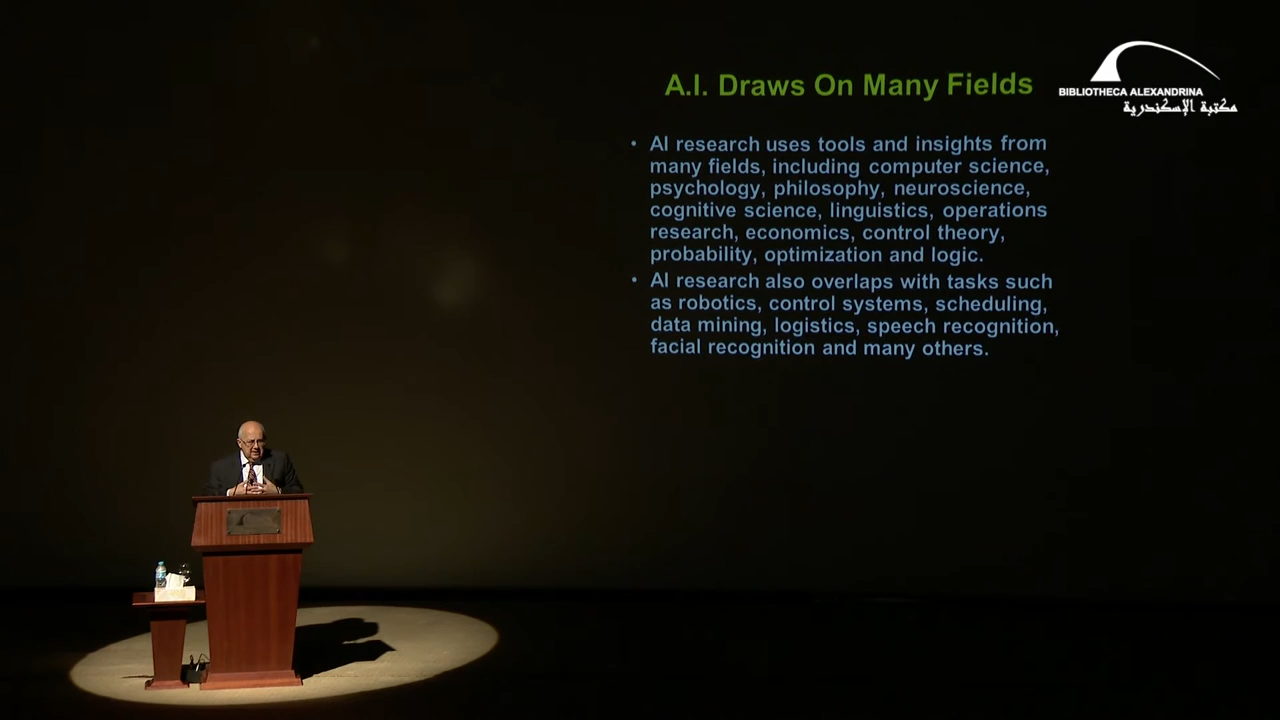 A.I. Draws On Many Fields
BIBLIOTHECA ALEXANDRINA
مكتبة الإسكندرية
• AI research uses tools and insights from
many fields, including computer science,
psychology, philosophy, neuroscience,
cognitive science, linguistics, operations
research, economics, control theory,
probability, optimization and logic.
• AI research also overlaps with tasks such
as robotics, control systems, scheduling,
data mining, logistics, speech recognition,
facial recognition and many others.